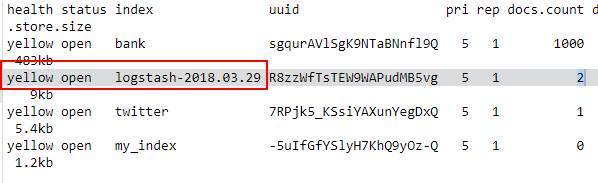 health status index uuid pri rep docs.count d
.store.size
yellow open bank sgqurAVlSgK9NTaBNnfl9Q 5 1 1000
483kb
yellow open logstash-2018.03.29 R8zzWfTsTEW9WAPudMB5vg 5 1 2
9kb
yellow open twitter 7RPjk5_KSsiYAXunYegDxQ 5 1 1
5.4kb
yellow open my_index -5uIfGfYSlyH7KhQ9yOz-Q 5 1 0
1.2kb